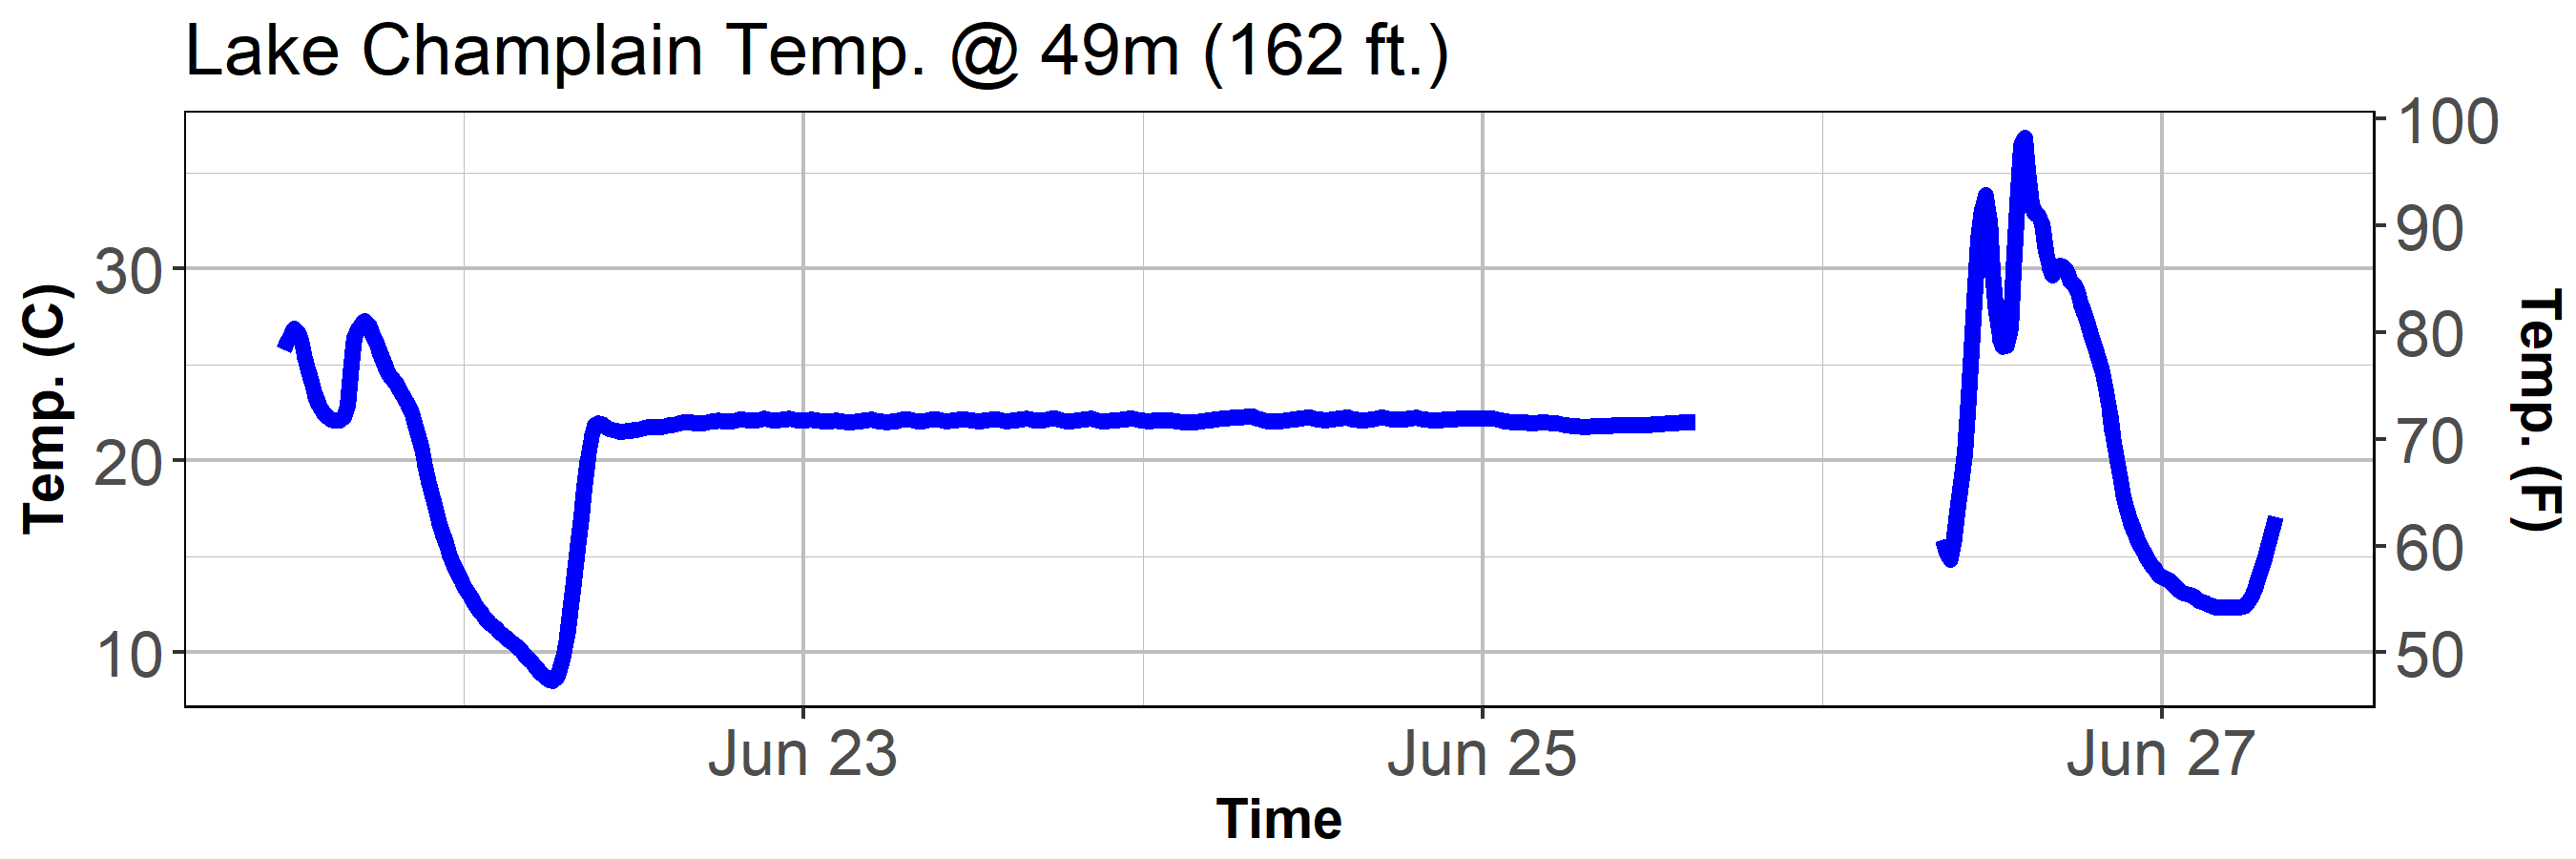 Lake Champlain Temp. @ 49m (162 ft.)
Temp. (C)
30
20
10
100
90
80
70
60
50
Temp. (F)
Jun 23
Jun 25
Jun 27
Time